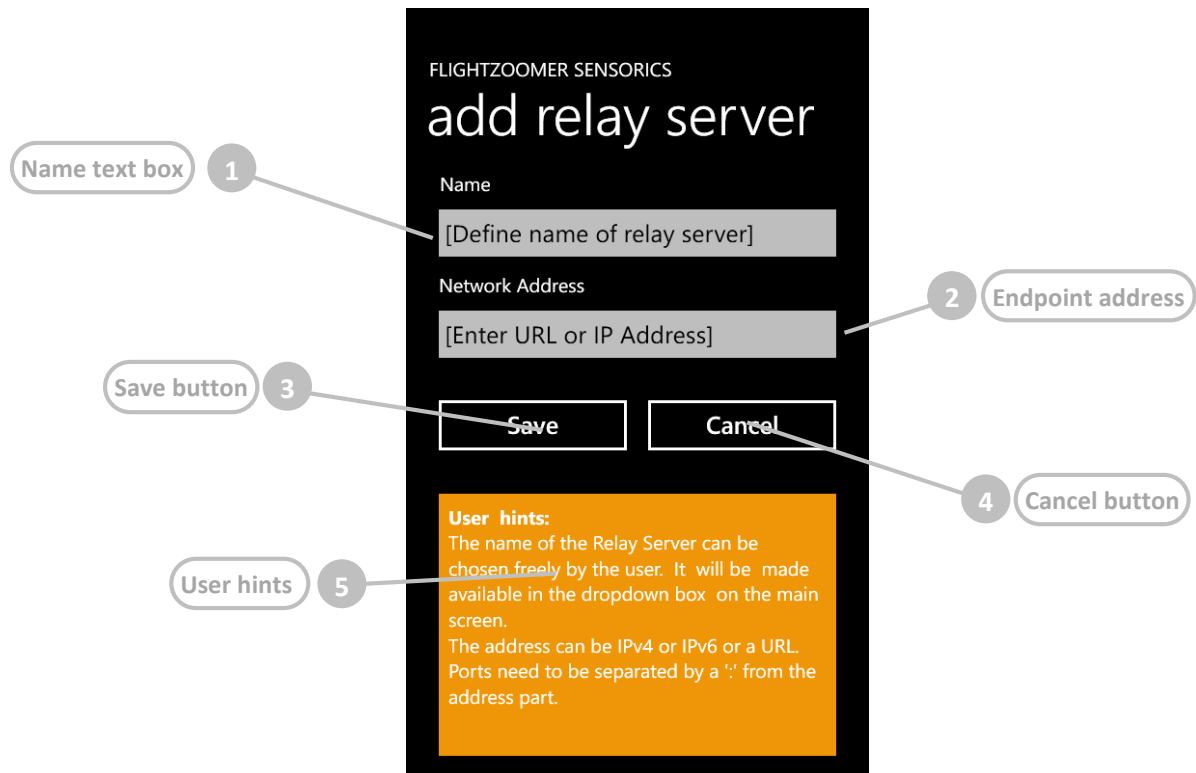 FLIGHTZOOMER SENSORICS
add relay server
Name text box
1
Name
[Define name of relay server]
Network Address
2
Endpoint address
[Enter URL or IP Address]
Save button
3
Save
Cancel
4
Cancel button
User hints:
The name of the Relay Server can be
chosen freely by the user. It will be made
User hints
5
available in the dropdown box on the main
screen.
The address can be IPv4 or IPv6 or a URL.
Ports need to be separated by a ':' from the
address part.